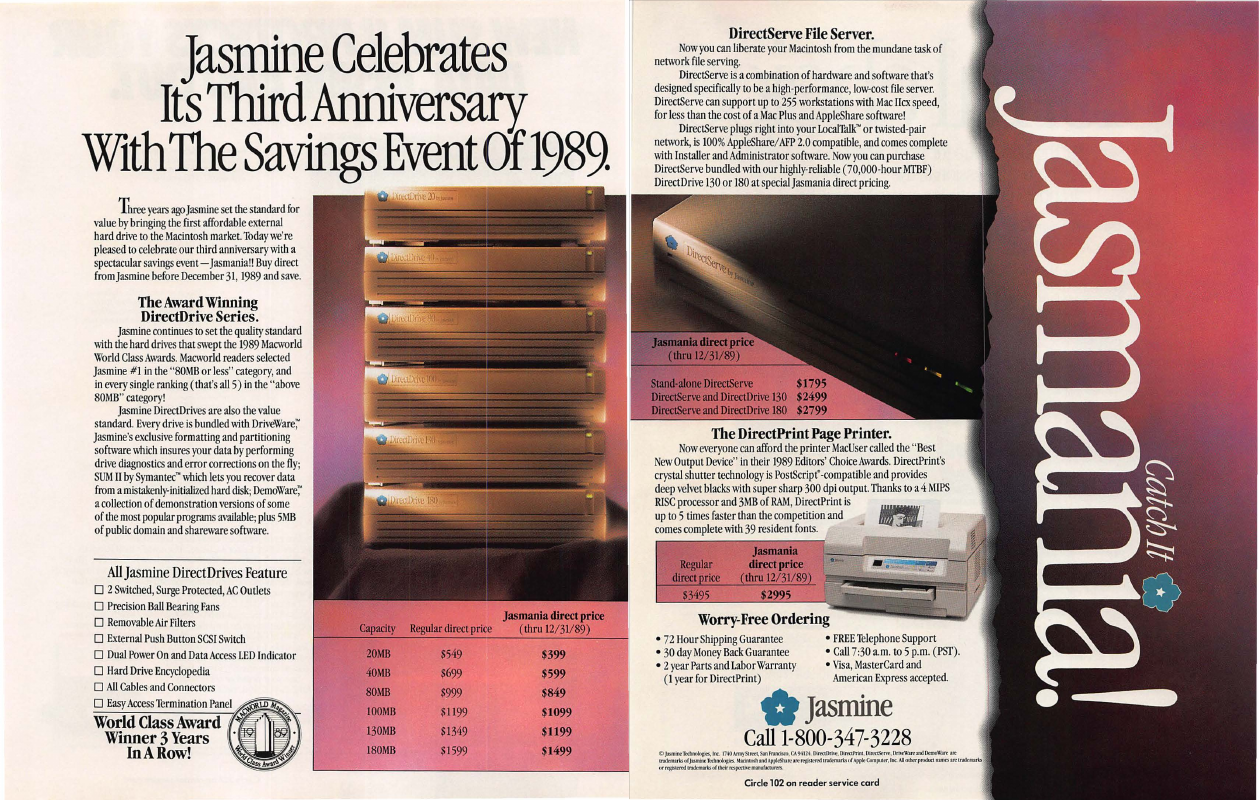 Jasmine Celebrates
Its Third Anniversary
With The Savings Event Of 1989.
Three years ago Jasmine set the standard for
value by bringing the first affordable external
hard drive to the Macintosh market. Today we're
pleased to celebrate our third anniversary with a
spectacular savings event — Jasmania!! Buy direct
from Jasmine before December 31, 1989 and save.
The Award Winning
DirectDrive Series.
Jasmine continues to set the quality standard
with the hard drives that swept the 1989 Macworld
World Class Awards. Macworld readers selected
Jasmine #1 in the "80MB or less" category, and
in every single ranking (that's all 5) in the "above
80MB" category!
Jasmine DirectDrives are also the value
standard. Every drive is bundled with DriveWare,™
Jasmine's exclusive formatting and partitioning
software which insures your data by performing
drive diagnostics and error corrections on the fly;
SUM II by Symantec™ which lets you recover data
from a mistakenly-initialized hard disk; DemoWare,™
a collection of demonstration versions of some
of the most popular programs available; plus 5MB
of public domain and shareware software.
All Jasmine DirectDrives Feature
☐ 2 Switched, Surge Protected, AC Outlets
☐ Precision Ball Bearing Fans
☐ Removable Air Filters
☐ External Push Button SCSI Switch
☐ Dual Power On and Data Access LED Indicator
☐ Hard Drive Encyclopedia
☐ All Cables and Connectors
☐ Easy Access Termination Panel
World Class Award
Winner 3 Years
In A Row!
MACWORLD Magazine
19 89
World Class Award Winner
DirectDrive 20
DirectDrive 40
DirectDrive 80
DirectDrive 100
DirectDrive 130
DirectDrive 180
Capacity Regular direct price Jasmania direct price (thru 12/31/89)
20MB $549 $399
40MB $699 $599
80MB $999 $849
100MB $1199 $1099
130MB $1349 $1199
180MB $1599 $1499
DirectServe File Server.
Now you can liberate your Macintosh from the mundane task of
network file serving.
DirectServe is a combination of hardware and software that's
designed specifically to be a high-performance, low-cost file server.
DirectServe can support up to 255 workstations with Mac IIcx speed,
for less than the cost of a Mac Plus and AppleShare software!
DirectServe plugs right into your LocalTalk™ or twisted-pair
network, is 100% AppleShare/AFP 2.0 compatible, and comes complete
with Installer and Administrator software. Now you can purchase
DirectServe bundled with our highly-reliable (70,000-hour MTBF)
DirectDrive 130 or 180 at special Jasmania direct pricing.
DirectServe by Jasmine
Jasmania direct price
(thru 12/31/89)
Stand-alone DirectServe $1795
DirectServe and DirectDrive 130 $2499
DirectServe and DirectDrive 180 $2799
The DirectPrint Page Printer.
Now everyone can afford the printer MacUser called the "Best
New Output Device" in their 1989 Editors' Choice Awards. DirectPrint's
crystal shutter technology is PostScript®-compatible and provides
deep velvet blacks with super sharp 300 dpi output. Thanks to a 4 MIPS
RISC processor and 3MB of RAM, DirectPrint is
up to 5 times faster than the competition and
comes complete with 39 resident fonts.
Regular
direct price
Jasmania
direct price
(thru 12/31/89)
$3495 $2995
Worry-Free Ordering
• 72 Hour Shipping Guarantee
• 30 day Money Back Guarantee
• 2 year Parts and Labor Warranty
(1 year for DirectPrint)
• FREE Telephone Support
• Call 7:30 a.m. to 5 p.m. (PST).
• Visa, MasterCard and
American Express accepted.
Jasmine
Call 1-800-347-3228
© Jasmine Technologies, Inc. 1740 Army Street, San Francisco, CA 94124. DirectDrive, DirectPrint, DirectServe, DriveWare and DemoWare are
trademarks of Jasmine Technologies. Macintosh and AppleShare are registered trademarks of Apple Computer, Inc. All other product names are trademarks
or registered trademarks of their respective manufacturers.
Circle 102 on reader service card
Catch It
Jasmania!